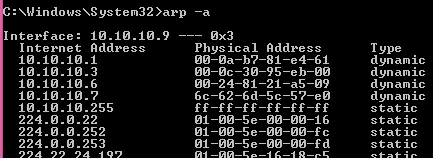 C:\Windows\System32>arp -a
Interface: 10.10.10.9 --- 0x3
Internet Address Physical Address Type
10.10.10.1 00-0a-b7-81-e4-61 dynamic
10.10.10.3 00-0c-30-95-eb-00 dynamic
10.10.10.6 00-24-81-21-a5-09 dynamic
10.10.10.7 6c-62-6d-5c-57-e0 dynamic
10.10.10.255 ff-ff-ff-ff-ff-ff static
224.0.0.22 01-00-5e-00-00-16 static
224.0.0.252 01-00-5e-00-00-fc static
224.0.0.253 01-00-5e-00-00-fd static
224.22.24.197 01-00-5e-16-18-c5 static